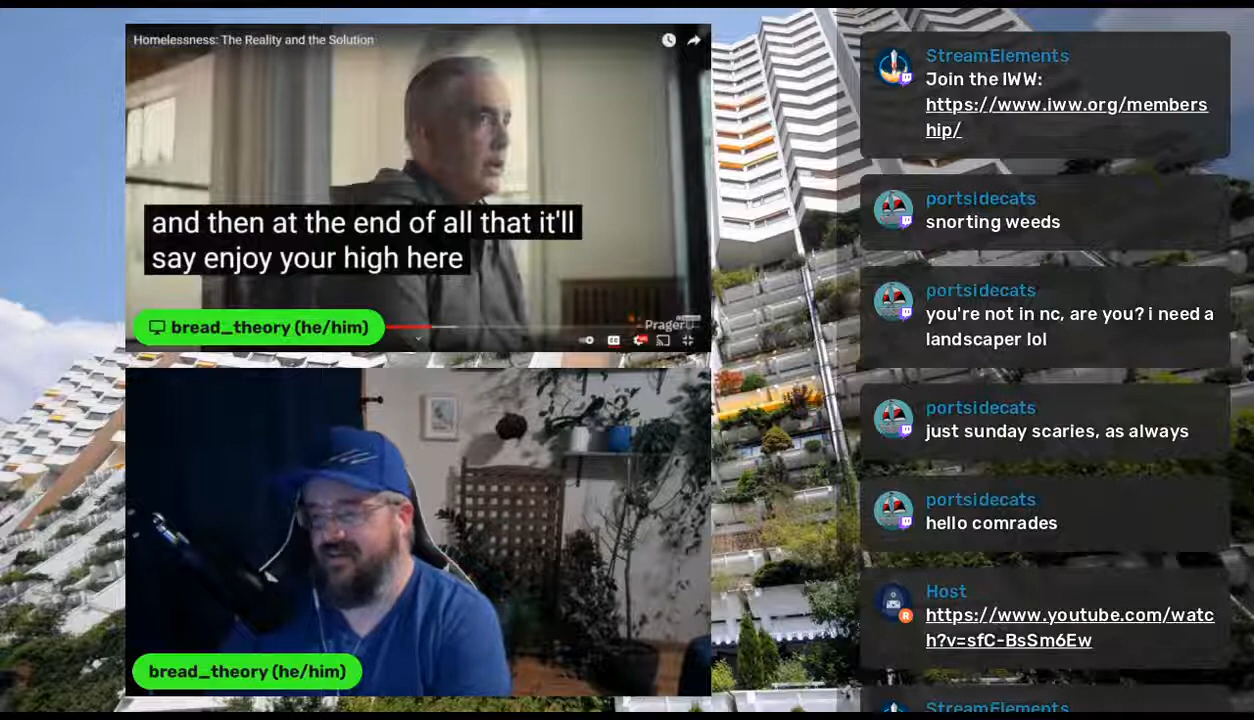 Homelessness: The Reality and the Solution
and then at the end of all that it'll
say enjoy your high here
bread_theory (he/him)
PragerU
bread_theory (he/him)
StreamElements
Join the IWW:
https://www.iww.org/members
hip/
portsidecats
snorting weeds
portsidecats
you're not in nc, are you? i need a
landscaper lol
portsidecats
just sunday scaries, as always
portsidecats
hello comrades
Host
https://www.youtube.com/watc
h?v=sfC-BsSm6Ew
StreamElements